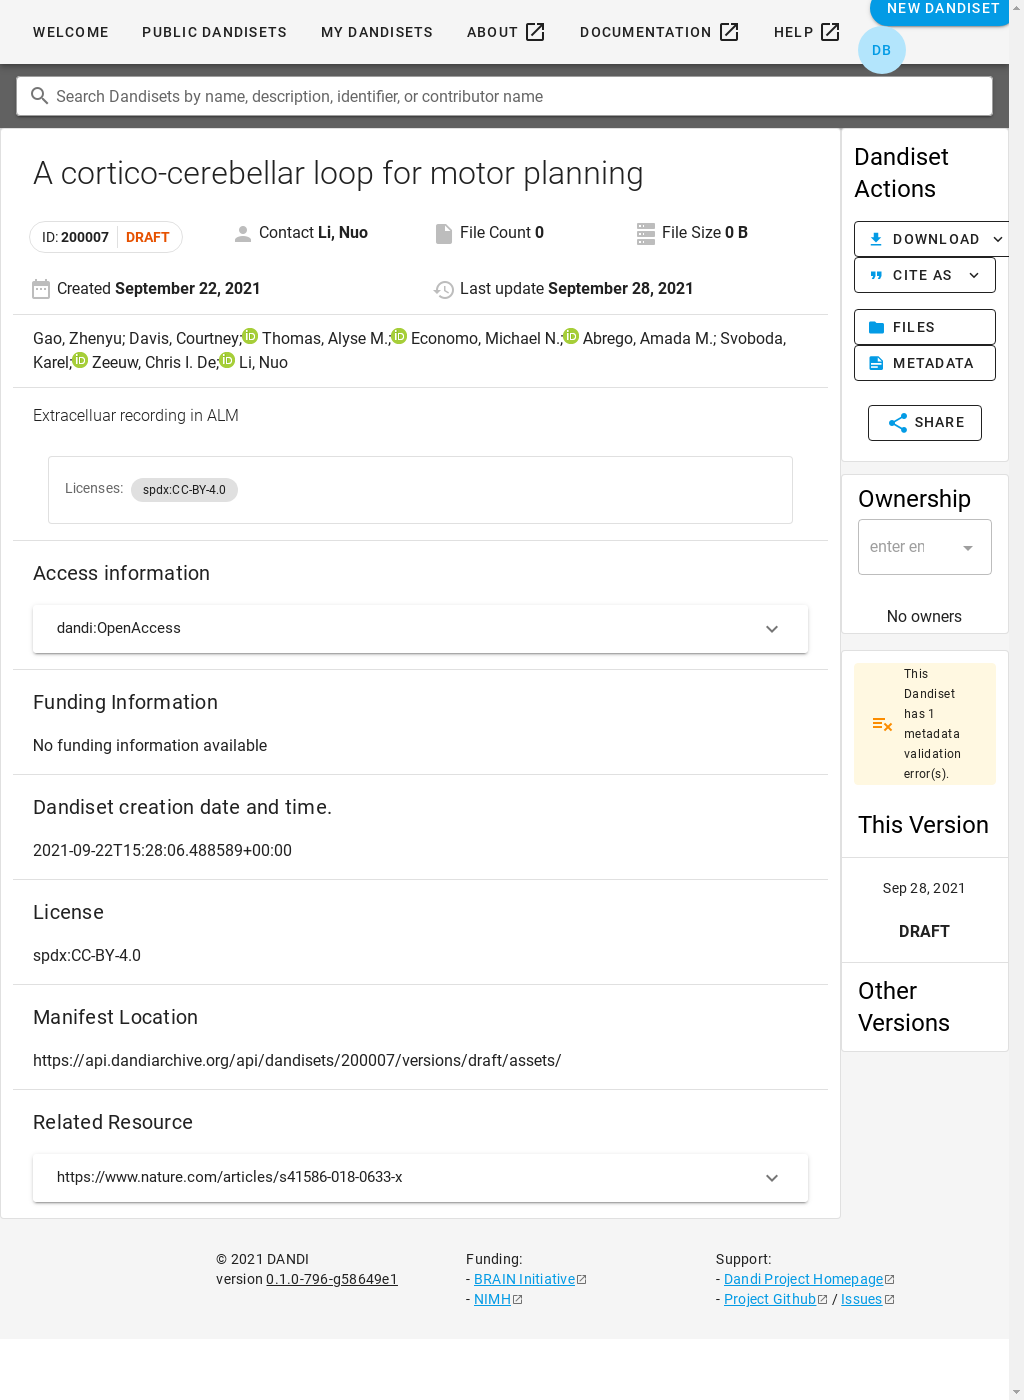 WELCOME
PUBLIC DANDISETS
MY DANDISETS
ABOUT
DOCUMENTATION
HELP
NEW DANDISET
DB
Search Dandisets by name, description, identifier, or contributor name
A cortico-cerebellar loop for motor planning
ID: 200007 DRAFT
Contact Li, Nuo
File Count 0
File Size 0 B
Created September 22, 2021
Last update September 28, 2021
Gao, Zhenyu; Davis, Courtney; iD Thomas, Alyse M.; iD Economo, Michael N.; iD Abrego, Amada M.; Svoboda,
Karel; iD Zeeuw, Chris I. De; iD Li, Nuo
Extracelluar recording in ALM
Licenses: spdx:CC-BY-4.0
Access information
dandi:OpenAccess
Funding Information
No funding information available
Dandiset creation date and time.
2021-09-22T15:28:06.488589+00:00
License
spdx:CC-BY-4.0
Manifest Location
https://api.dandiarchive.org/api/dandisets/200007/versions/draft/assets/
Related Resource
https://www.nature.com/articles/s41586-018-0633-x
Dandiset
Actions
DOWNLOAD
CITE AS
FILES
METADATA
SHARE
Ownership
enter en
No owners
This
Dandiset
has 1
metadata
validation
error(s).
This Version
Sep 28, 2021
DRAFT
Other
Versions
© 2021 DANDI
version 0.1.0-796-g58649e1
Funding:
- BRAIN Initiative
- NIMH
Support:
- Dandi Project Homepage
- Project Github / Issues